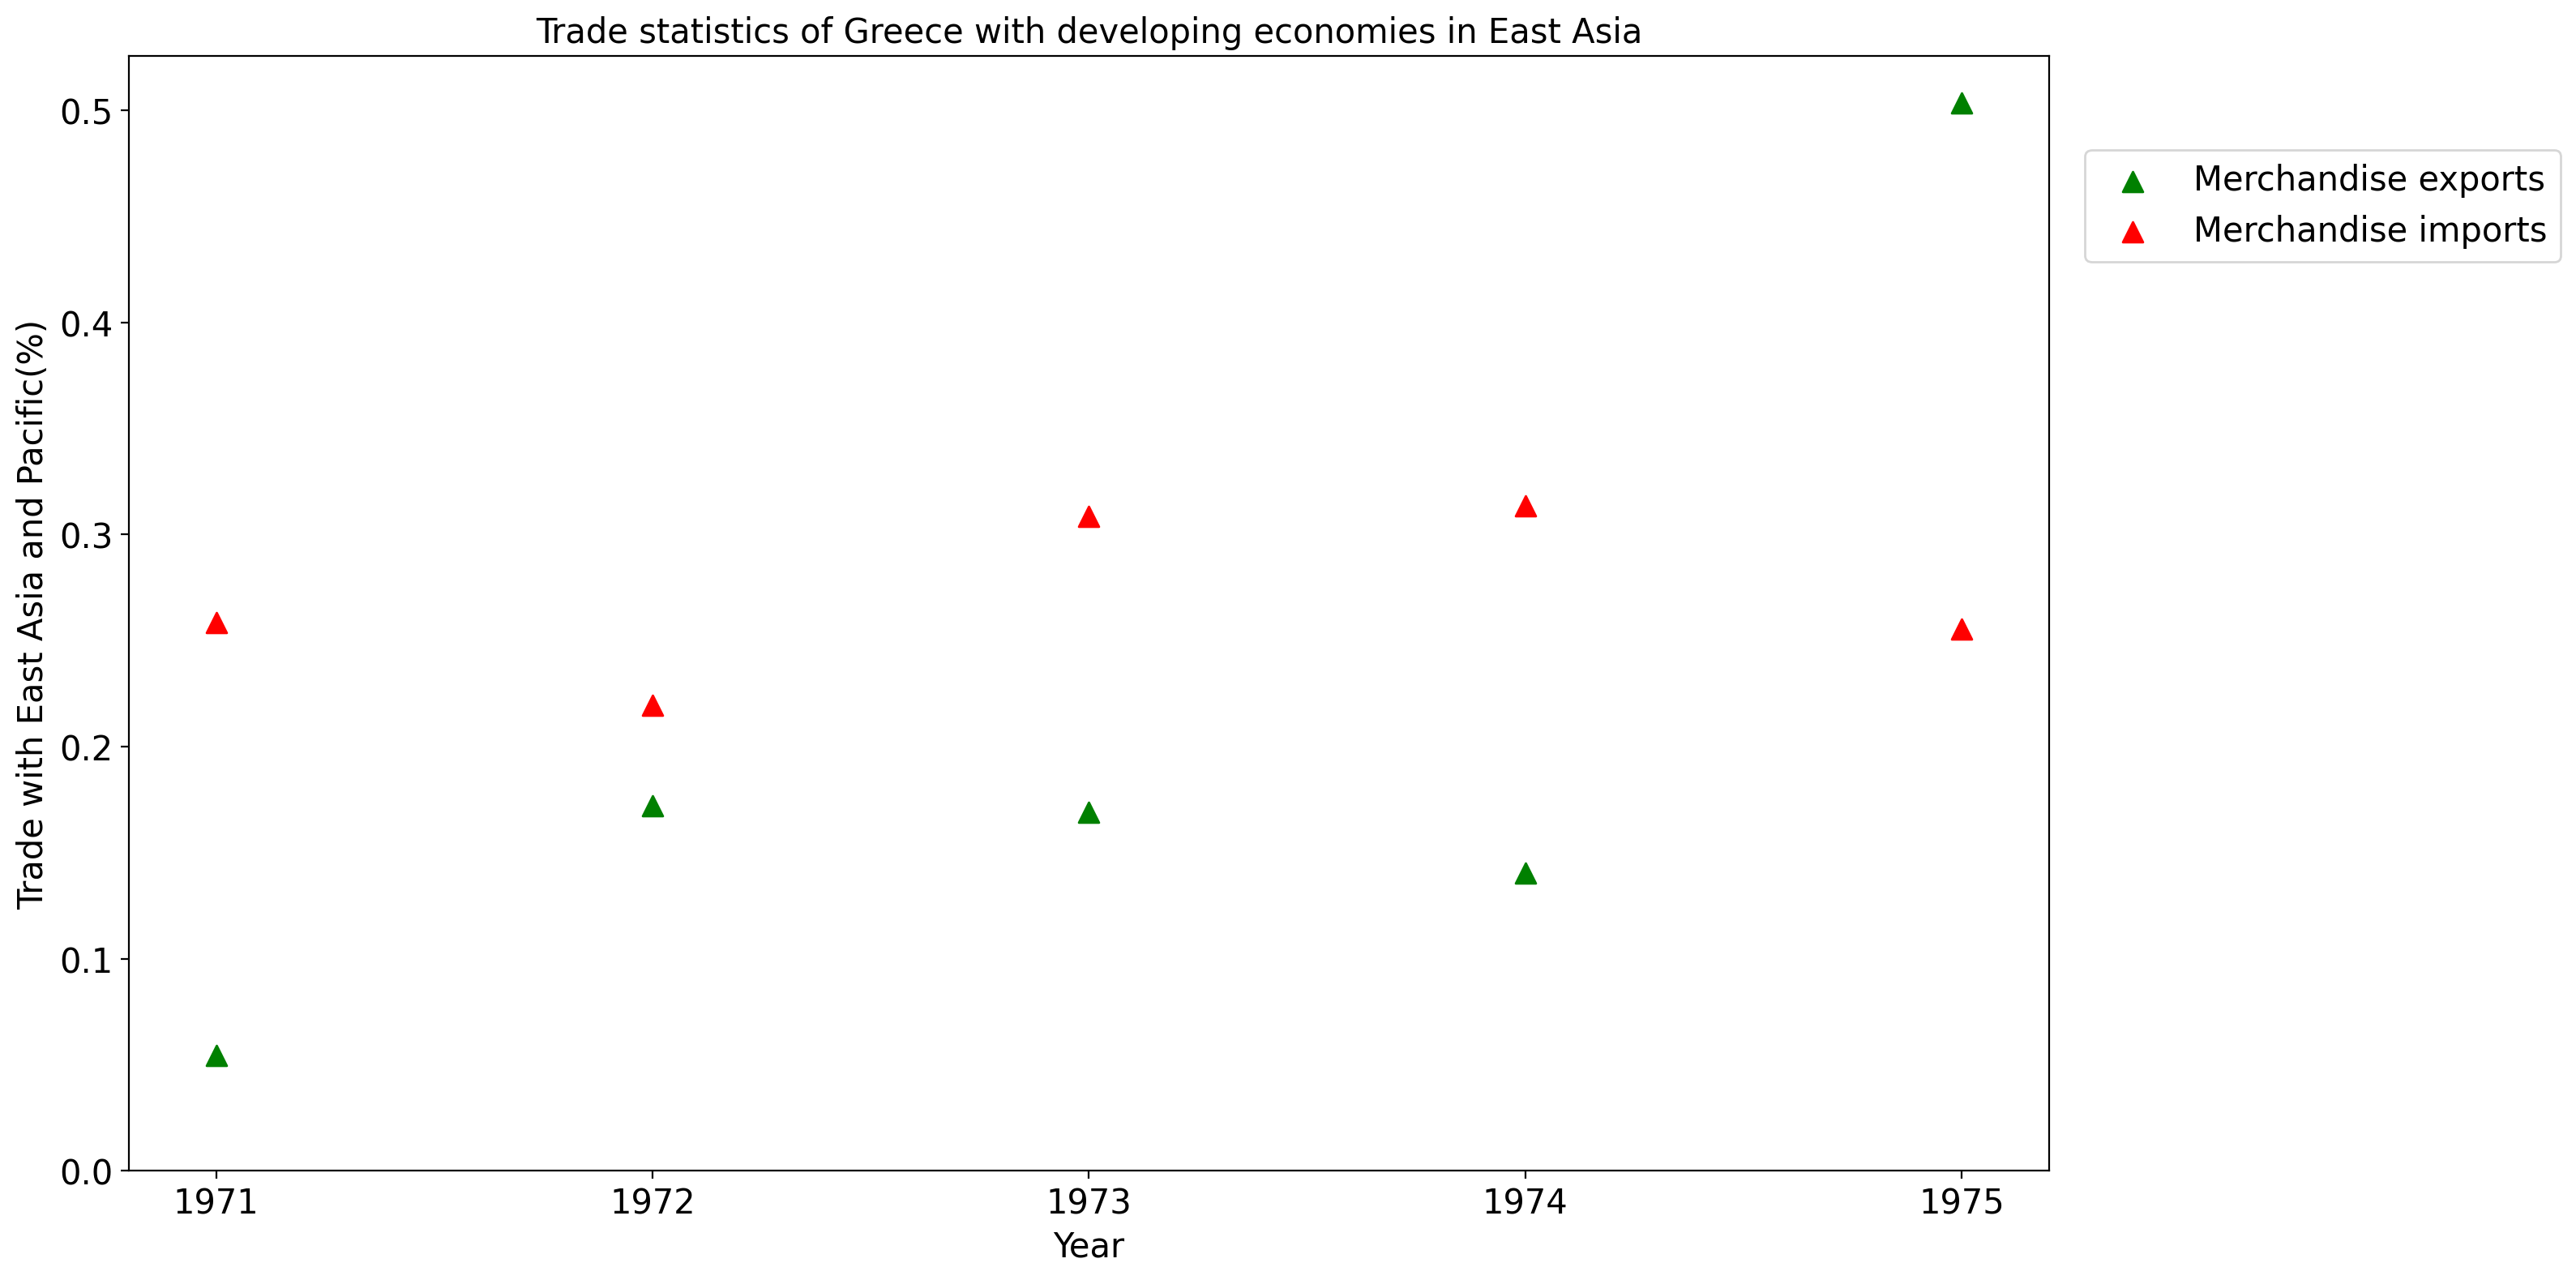 Trade statistics of Greece with developing economies in East Asia
Trade with East Asia and Pacific(%)
0.5
0.4
0.3
0.2
0.1
0.0
1971 1972 1973 1974 1975
Year
Merchandise exports
Merchandise imports